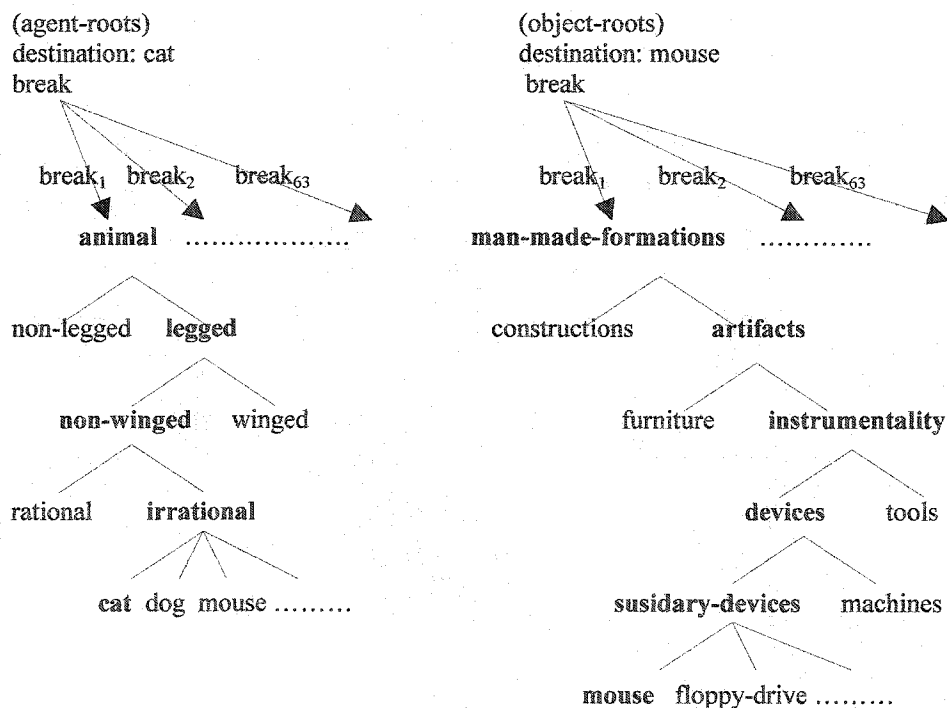 (agent-roots)
destination: cat
break
break1 break2 break63
animal ...................
non-legged legged
non-winged winged
rational irrational
cat dog mouse .........
(object-roots)
destination: mouse
break
break1 break2 break63
man-made-formations .............
constructions artifacts
furniture instrumentality
devices tools
susidary-devices machines
mouse floppy-drive .........